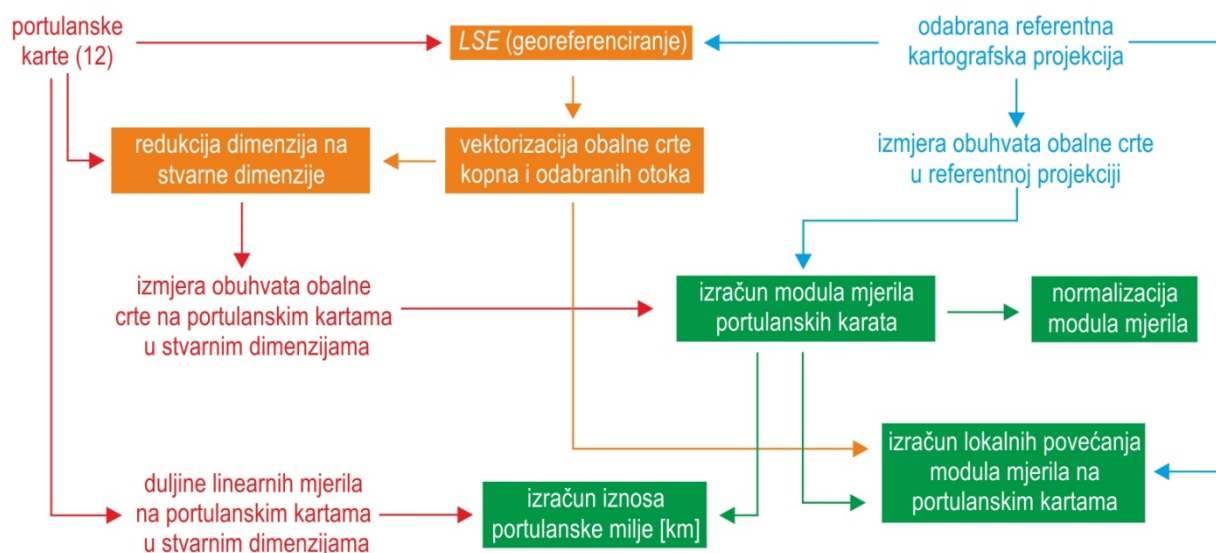 portulanske
karte (12)
LSE (georeferenciranje)
odabrana referentna
kartografska projekcija
redukcija dimenzija na
stvarne dimenzije
vektorizacija obalne crte
kopna i odabranih otoka
izmjera obuhvata obalne crte
u referentnoj projekciji
izmjera obuhvata obalne
crte na portulanskim kartama
u stvarnim dimenzijama
izračun modula mjerila
portulanskih karata
normalizacija
modula mjerila
duljine linearnih mjerila
na portulanskim kartama
u stvarnim dimenzijama
izračun iznosa
portulanske milje [km]
izračun lokalnih povećanja
modula mjerila na
portulanskim kartama